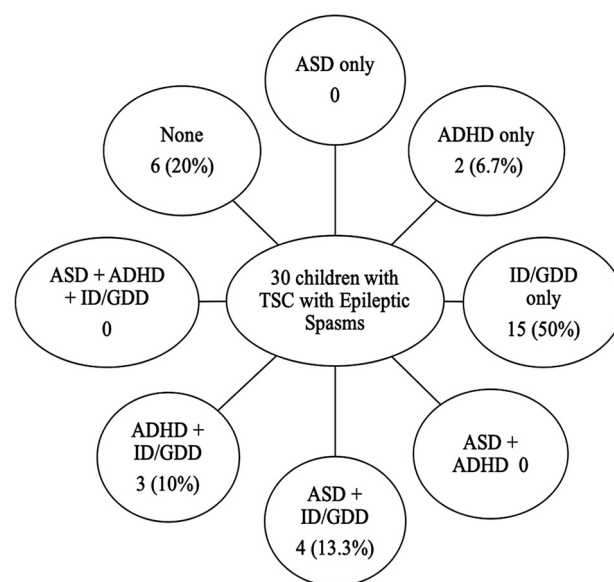 ASD only
0
ADHD only
2 (6.7%)
ID/GDD
only
15 (50%)
ASD +
ADHD 0
ASD +
ID/GDD
4 (13.3%)
ADHD +
ID/GDD
3 (10%)
ASD + ADHD
+ ID/GDD
0
None
6 (20%)
30 children with
TSC with Epileptic
Spasms